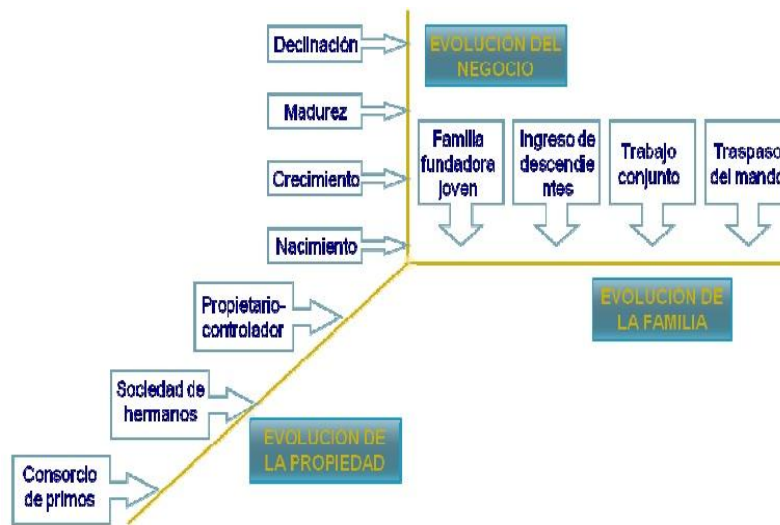 Declinación
EVOLUCIÓN DEL
NEGOCIO
Madurez
Familia
fundadora
joven
Ingreso de
descendie
ntes
Trabajo
conjunto
Traspaso
del mando
Crecimiento
Nacimiento
Propietario-
controlador
EVOLUCIÓN DE
LA FAMILIA
Sociedad de
hermanos
EVOLUCIÓN DE
LA PROPIEDAD
Consorcio
de primos